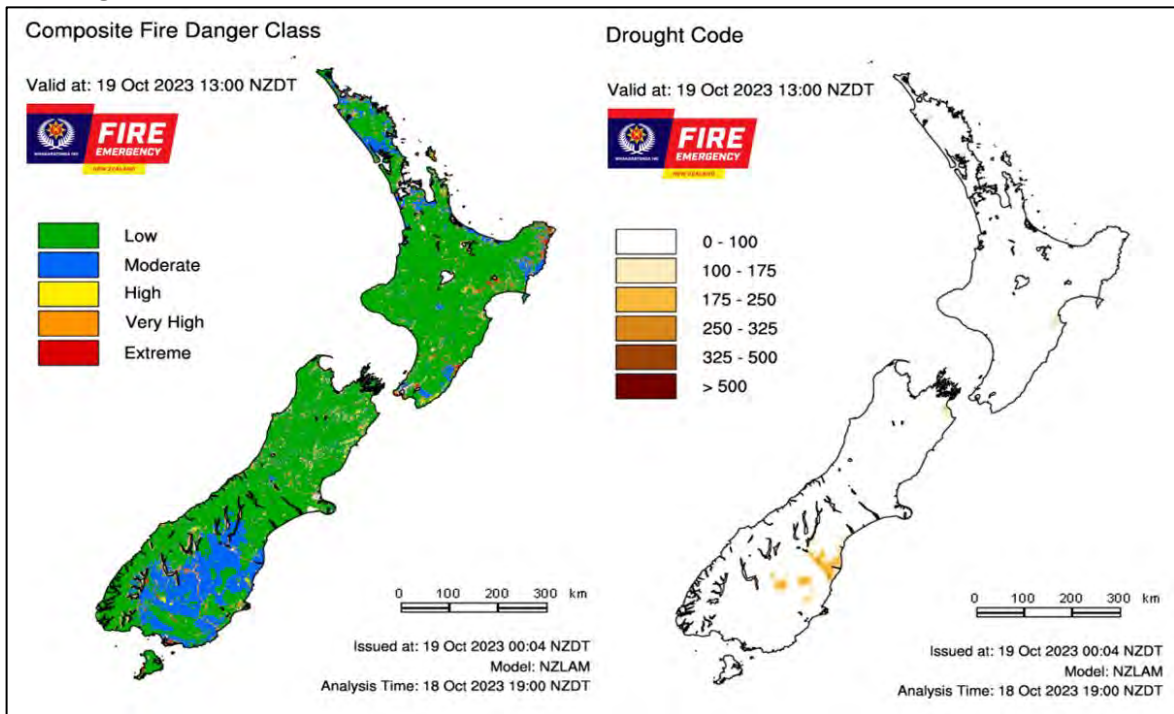 Composite Fire Danger Class
Valid at: 19 Oct 2023 13:00 NZDT
FIRE
EMERGENCY
NEW ZEALAND
Low
Moderate
High
Very High
Extreme
0 100 200 300 km
Issued at: 19 Oct 2023 00:04 NZDT
Model: NZLAM
Analysis Time: 18 Oct 2023 19:00 NZDT
Drought Code
Valid at: 19 Oct 2023 13:00 NZDT
FIRE
EMERGENCY
NEW ZEALAND
0 - 100
100 - 175
175 - 250
250 - 325
325 - 500
> 500
0 100 200 300 km
Issued at: 19 Oct 2023 00:04 NZDT
Model: NZLAM
Analysis Time: 18 Oct 2023 19:00 NZDT